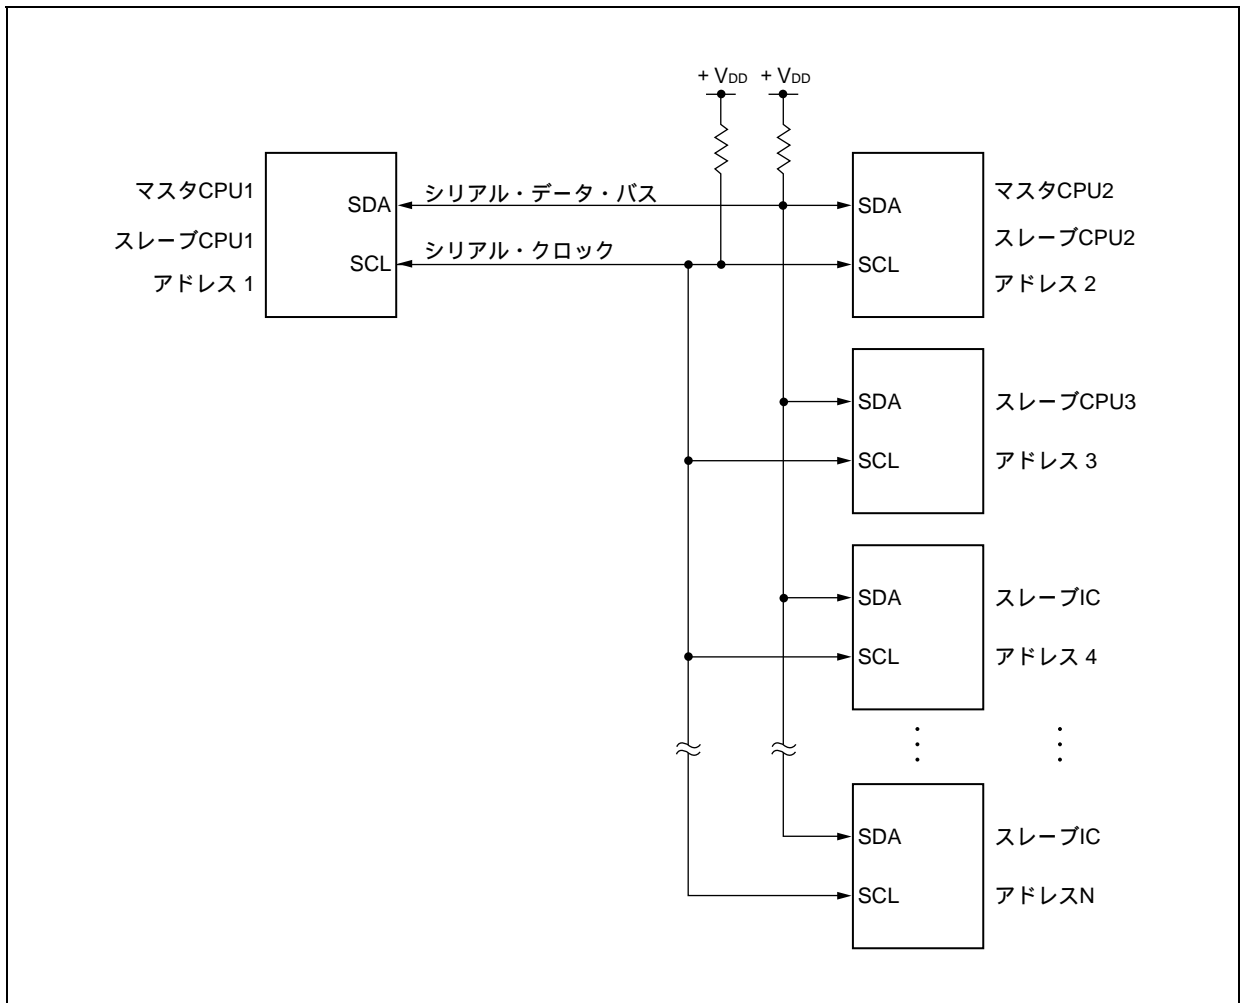 + VDD + VDD
マスタCPU1
スレーブCPU1
アドレス 1
SDA
SCL
シリアル・データ・バス
シリアル・クロック
SDA
SCL
マスタCPU2
スレーブCPU2
アドレス 2
SDA
SCL
スレーブCPU3
アドレス 3
SDA
SCL
スレーブIC
アドレス 4
SDA
SCL
スレーブIC
アドレスN